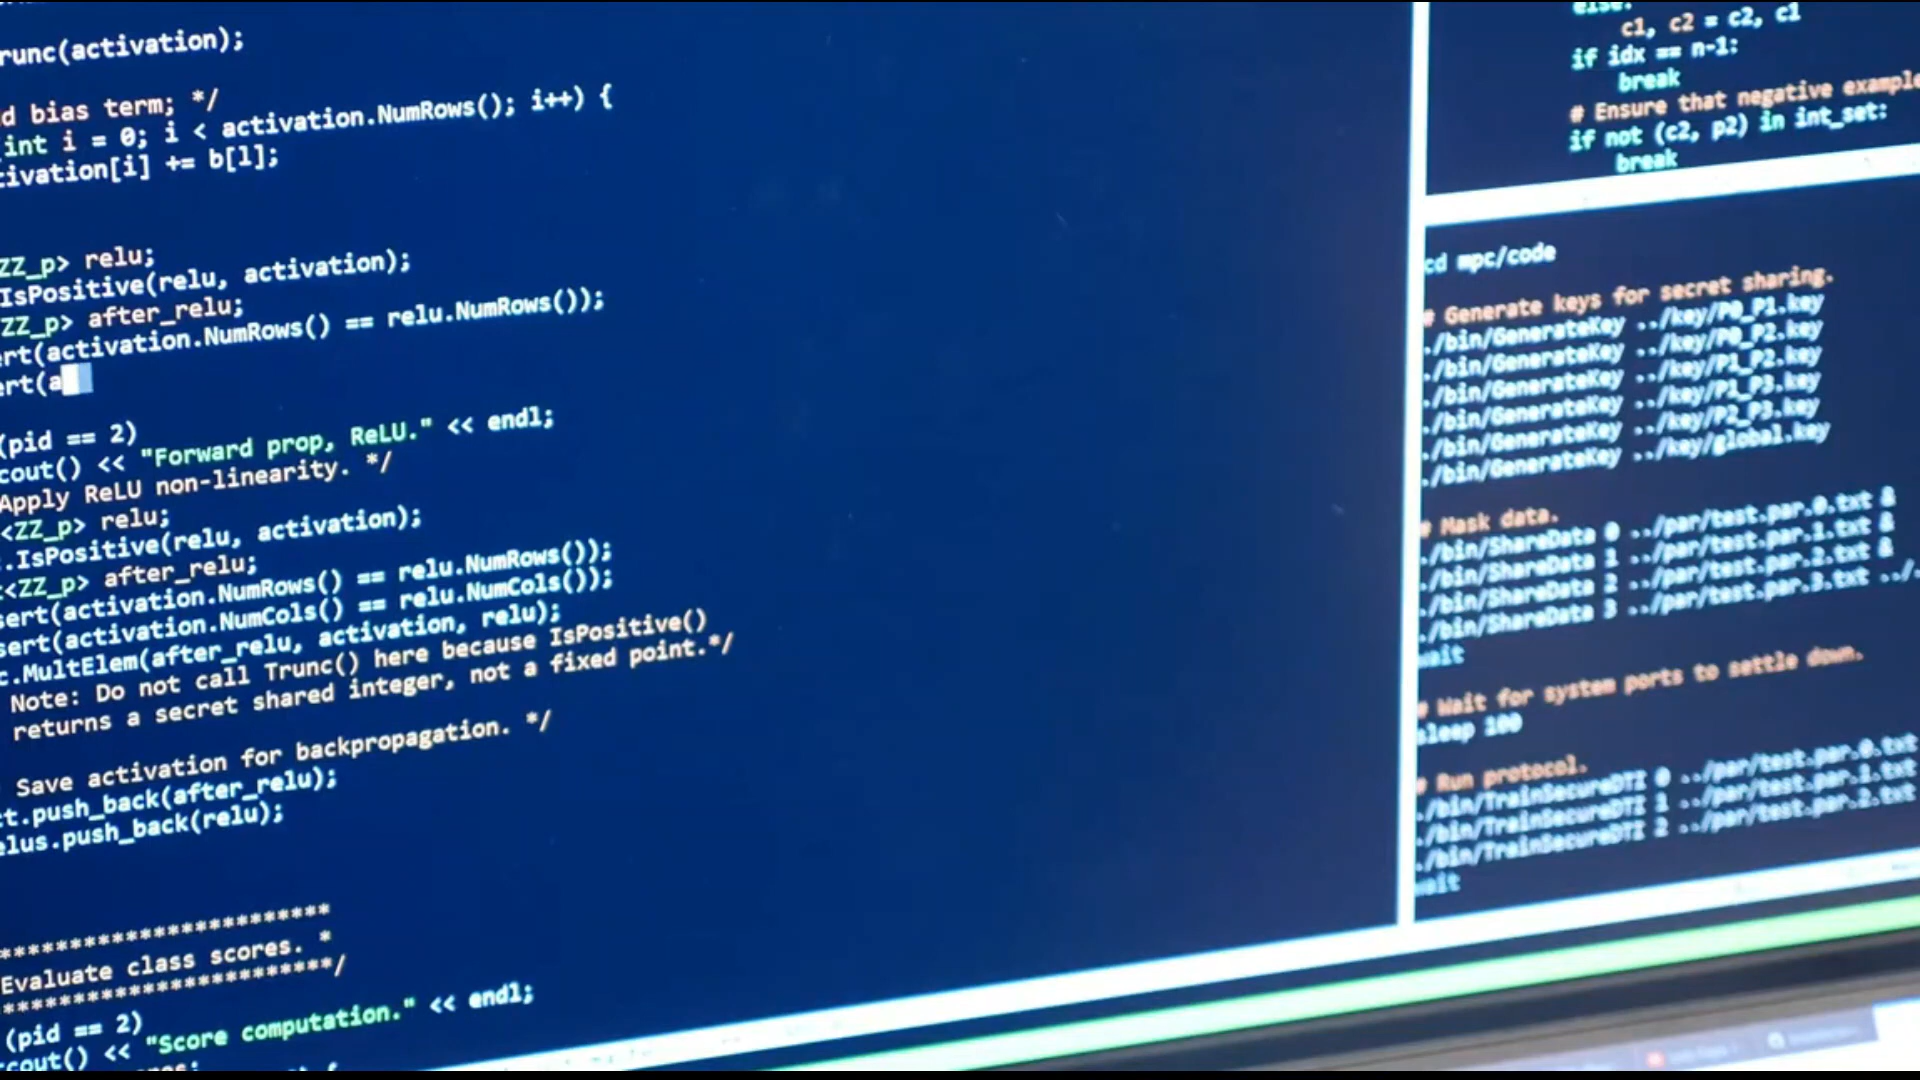 runc(activation);
d bias term; */
int i = 0; i < activation.NumRows(); i++) {
tivation[i] += b[l];
ZZ_p> relu;
IsPositive(relu, activation);
ZZ_p> after_relu;
ert(activation.NumRows() == relu.NumRows());
ert(a
(pid == 2)
cout() << "Forward prop, ReLU." << endl;
Apply ReLU non-linearity. */
<ZZ_p> relu;
.IsPositive(relu, activation);
<ZZ_p> after_relu;
sert(activation.NumRows() == relu.NumRows());
sert(activation.NumCols() == relu.NumCols());
c.MultElem(after_relu, activation, relu);
Note: Do not call Trunc() here because IsPositive()
returns a secret shared integer, not a fixed point.*/
Save activation for backpropagation. */
ct.push_back(after_relu);
elus.push_back(relu);
************************
Evaluate class scores. *
************************/
(pid == 2)
cout() << "Score computation." << endl;
else:
c1, c2 = c2, c1
if idx == n-1:
break
# Ensure that negative example
if not (c2, p2) in int_set:
break
cd mpc/code
# Generate keys for secret sharing.
./bin/GenerateKey ../key/P0_P1.key
./bin/GenerateKey ../key/P0_P2.key
./bin/GenerateKey ../key/P1_P2.key
./bin/GenerateKey ../key/P1_P3.key
./bin/GenerateKey ../key/P2_P3.key
./bin/GenerateKey ../key/global.key
# Mask data.
./bin/ShareData 0 ../par/test.par.0.txt &
./bin/ShareData 1 ../par/test.par.1.txt &
./bin/ShareData 2 ../par/test.par.2.txt &
./bin/ShareData 3 ../par/test.par.3.txt ../.
wait
# Wait for system ports to settle down.
sleep 100
# Run protocol.
./bin/TrainSecureDTI 0 ../par/test.par.0.txt
./bin/TrainSecureDTI 1 ../par/test.par.1.txt
./bin/TrainSecureDTI 2 ../par/test.par.2.txt
wait